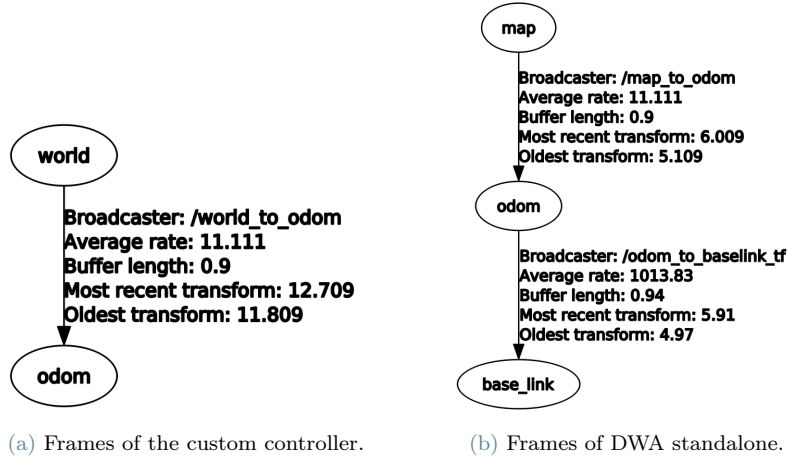 world
Broadcaster: /world_to_odom
Average rate: 11.111
Buffer length: 0.9
Most recent transform: 12.709
Oldest transform: 11.809
odom
(a) Frames of the custom controller.
map
Broadcaster: /map_to_odom
Average rate: 11.111
Buffer length: 0.9
Most recent transform: 6.009
Oldest transform: 5.109
odom
Broadcaster: /odom_to_baselink_tf
Average rate: 1013.83
Buffer length: 0.94
Most recent transform: 5.91
Oldest transform: 4.97
base_link
(b) Frames of DWA standalone.